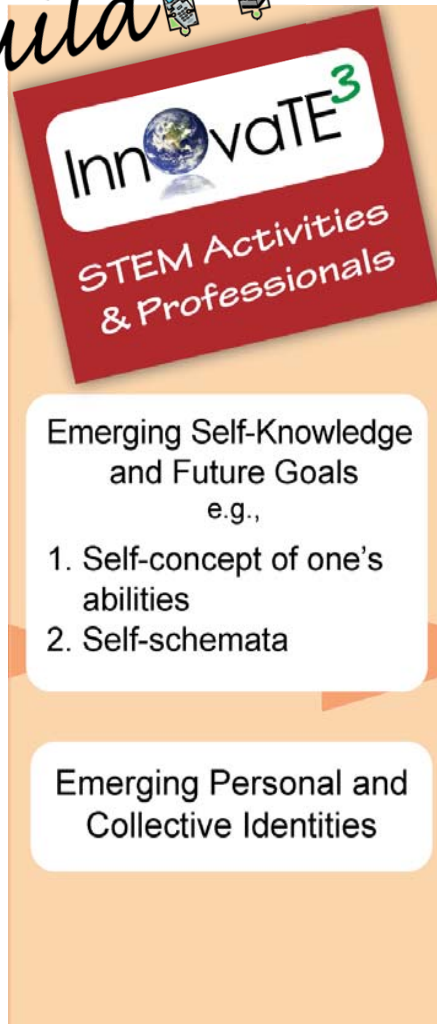 InnovaTE3
STEM Activities
& Professionals
Emerging Self-Knowledge
and Future Goals
e.g.,
1. Self-concept of one's
abilities
2. Self-schemata
Emerging Personal and
Collective Identities